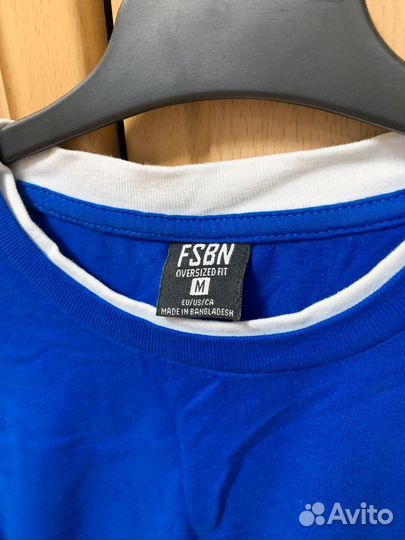 FSBN
OVERSIZED FIT
M
EU/US/CA
MADE IN BANGLADESH
Avito